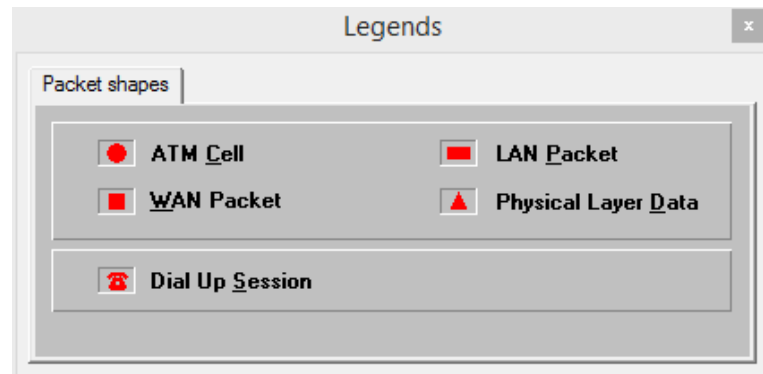 Legends
x
Packet shapes
ATM Cell
LAN Packet
WAN Packet
Physical Layer Data
Dial Up Session